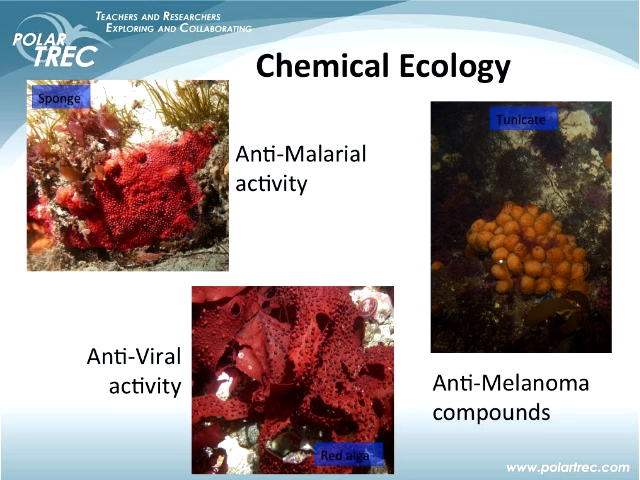 TEACHERS AND RESEARCHERS
EXPLORING AND COLLABORATING
POLAR
TREC
Chemical Ecology
Sponge
Anti-Malarial
activity
Tunicate
Anti-Viral
activity
Red alga
Anti-Melanoma
compounds
www.polartrec.com